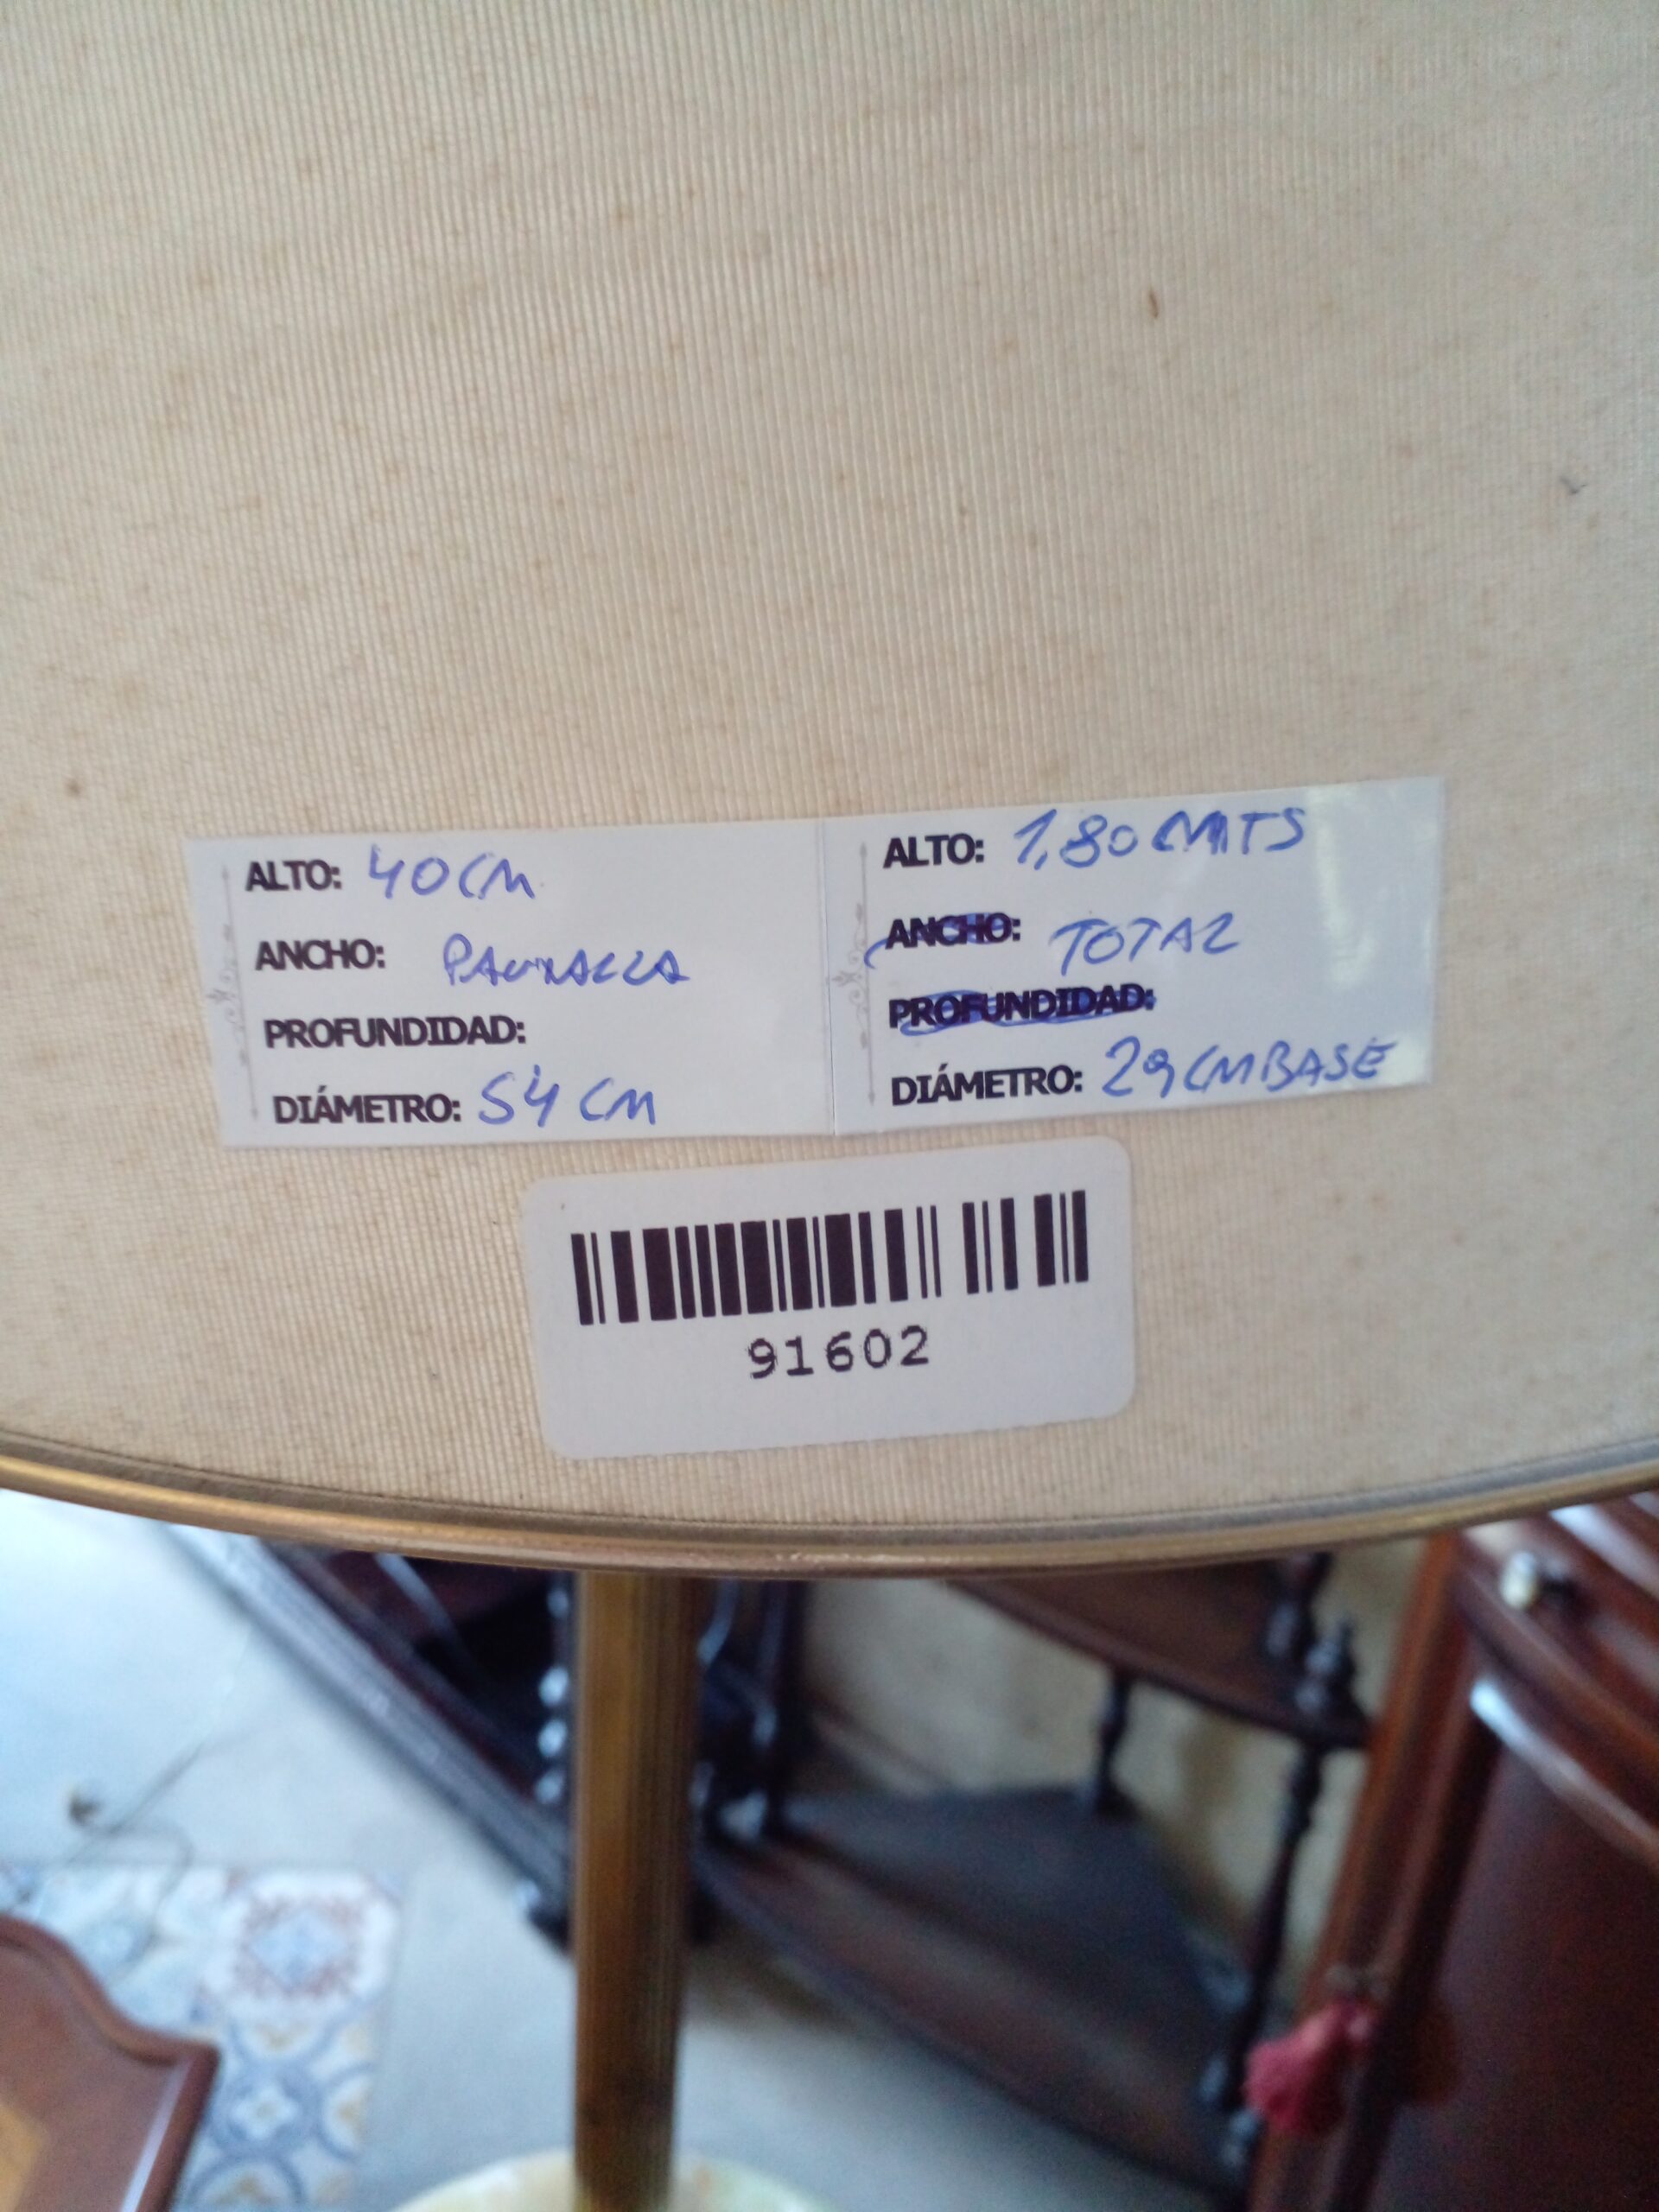 ALTO: 40 CM
ANCHO: PANTALLA
PROFUNDIDAD:
DIÁMETRO: 54 CM
ALTO: 1,80 MTS
ANCHO: TOTAL
PROFUNDIDAD:
DIÁMETRO: 29 CM BASE
91602